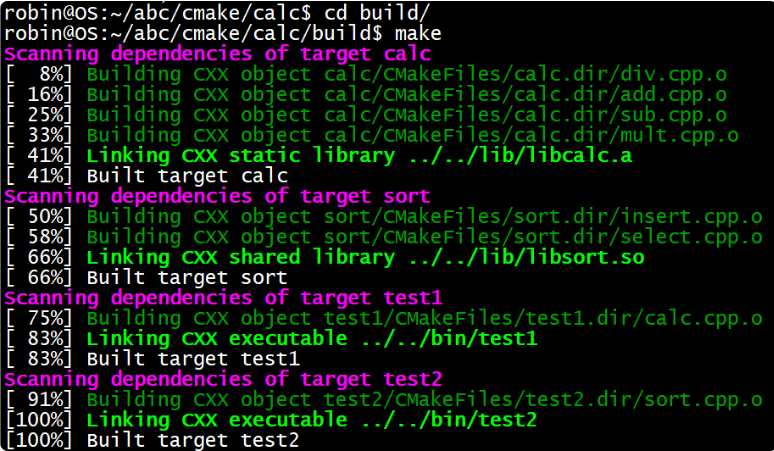 robin@OS:~/abc/cmake/calc$ cd build/
robin@OS:~/abc/cmake/calc/build$ make
Scanning dependencies of target calc
[  8%] Building CXX object calc/CMakeFiles/calc.dir/div.cpp.o
[ 16%] Building CXX object calc/CMakeFiles/calc.dir/add.cpp.o
[ 25%] Building CXX object calc/CMakeFiles/calc.dir/sub.cpp.o
[ 33%] Building CXX object calc/CMakeFiles/calc.dir/mult.cpp.o
[ 41%] Linking CXX static library ../../lib/libcalc.a
[ 41%] Built target calc
Scanning dependencies of target sort
[ 50%] Building CXX object sort/CMakeFiles/sort.dir/insert.cpp.o
[ 58%] Building CXX object sort/CMakeFiles/sort.dir/select.cpp.o
[ 66%] Linking CXX shared library ../../lib/libsort.so
[ 66%] Built target sort
Scanning dependencies of target test1
[ 75%] Building CXX object test1/CMakeFiles/test1.dir/calc.cpp.o
[ 83%] Linking CXX executable ../../bin/test1
[ 83%] Built target test1
Scanning dependencies of target test2
[ 91%] Building CXX object test2/CMakeFiles/test2.dir/sort.cpp.o
[100%] Linking CXX executable ../../bin/test2
[100%] Built target test2